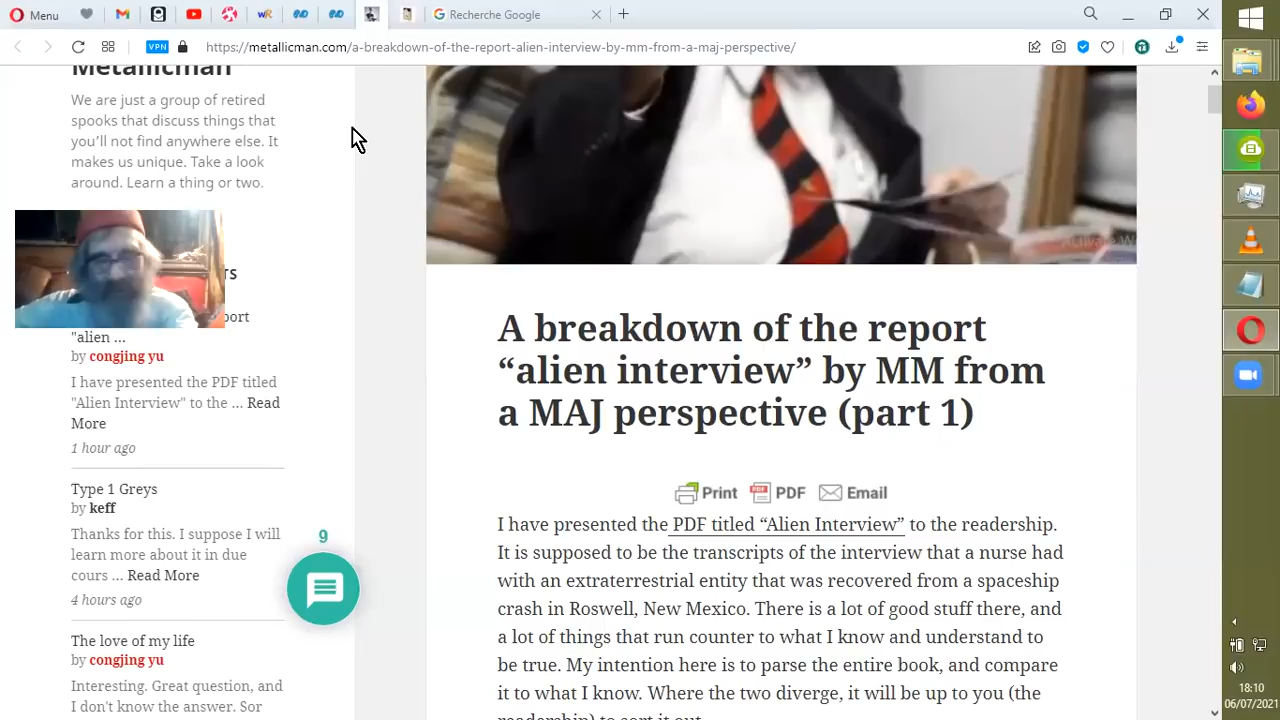 Menu
Recherche Google
VPN
https://metallicman.com/a-breakdown-of-the-report-alien-interview-by-mm-from-a-maj-perspective/
Metallicman
We are just a group of retired
spooks that discuss things that
you'll not find anywhere else. It
makes us unique. Take a look
around. Learn a thing or two.
"alien ...
by congjing yu
I have presented the PDF titled
"Alien Interview" to the ... Read
More
1 hour ago
Type 1 Greys
by keff
Thanks for this. I suppose I will
learn more about it in due
cours ... Read More
4 hours ago
The love of my life
by congjing yu
Interesting. Great question, and
I don't know the answer. Sor
9
A breakdown of the report
“alien interview” by MM from
a MAJ perspective (part 1)
Print PDF Email
I have presented the PDF titled “Alien Interview” to the readership.
It is supposed to be the transcripts of the interview that a nurse had
with an extraterrestrial entity that was recovered from a spaceship
crash in Roswell, New Mexico. There is a lot of good stuff there, and
a lot of things that run counter to what I know and understand to
be true. My intention here is to parse the entire book, and compare
it to what I know. Where the two diverge, it will be up to you (the
readership) to sort it out.
18:10
06/07/2021